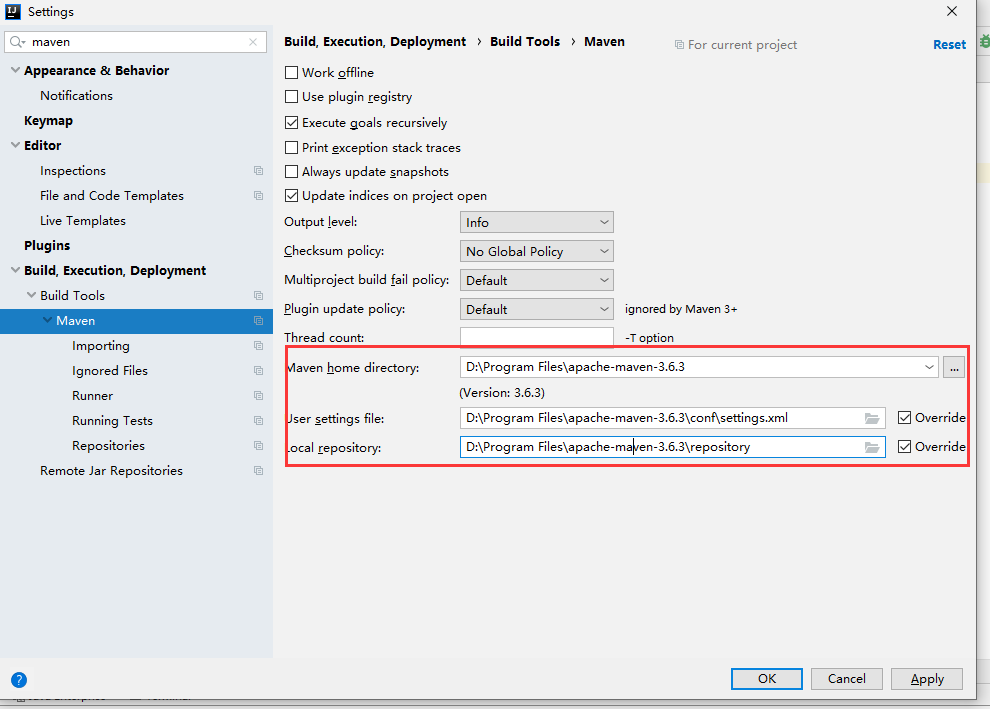 IJ Settings
maven
Appearance & Behavior
Notifications
Keymap
Editor
Inspections
File and Code Templates
Live Templates
Plugins
Build, Execution, Deployment
Build Tools
Maven
Importing
Ignored Files
Runner
Running Tests
Repositories
Remote Jar Repositories
?
Build, Execution, Deployment › Build Tools › Maven
For current project
Reset
Work offline
Use plugin registry
Execute goals recursively
Print exception stack traces
Always update snapshots
Update indices on project open
Output level: Info
Checksum policy: No Global Policy
Multiproject build fail policy: Default
Plugin update policy: Default ignored by Maven 3+
Thread count: -T option
Maven home directory: D:\Program Files\apache-maven-3.6.3 ...
(Version: 3.6.3)
User settings file: D:\Program Files\apache-maven-3.6.3\conf\settings.xml Override
Local repository: D:\Program Files\apache-maven-3.6.3\repository Override
OK Cancel Apply